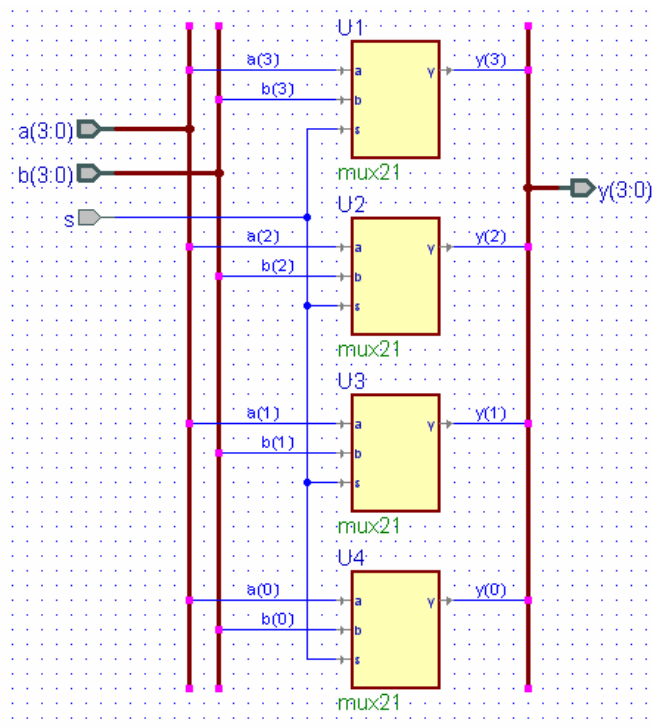 U1
a(3)
y(3)
a
y
b(3)
b
a(3:0)
s
b(3:0)
mux21
y(3:0)
U2
s
a(2)
y(2)
a
y
b(2)
b
s
mux21
U3
a(1)
y(1)
a
y
b(1)
b
s
mux21
U4
a(0)
y(0)
a
y
b(0)
b
s
mux21